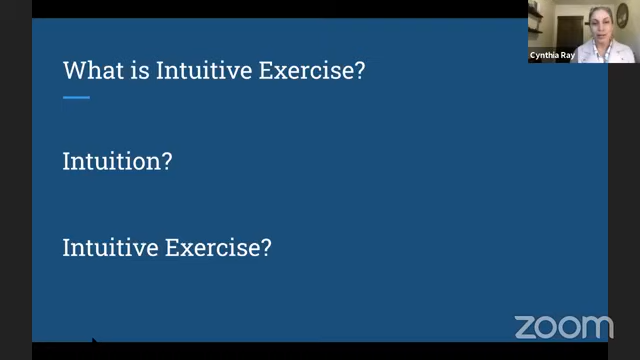 What is Intuitive Exercise?
Cynthia Ray
Intuition?
Intuitive Exercise?
zoom